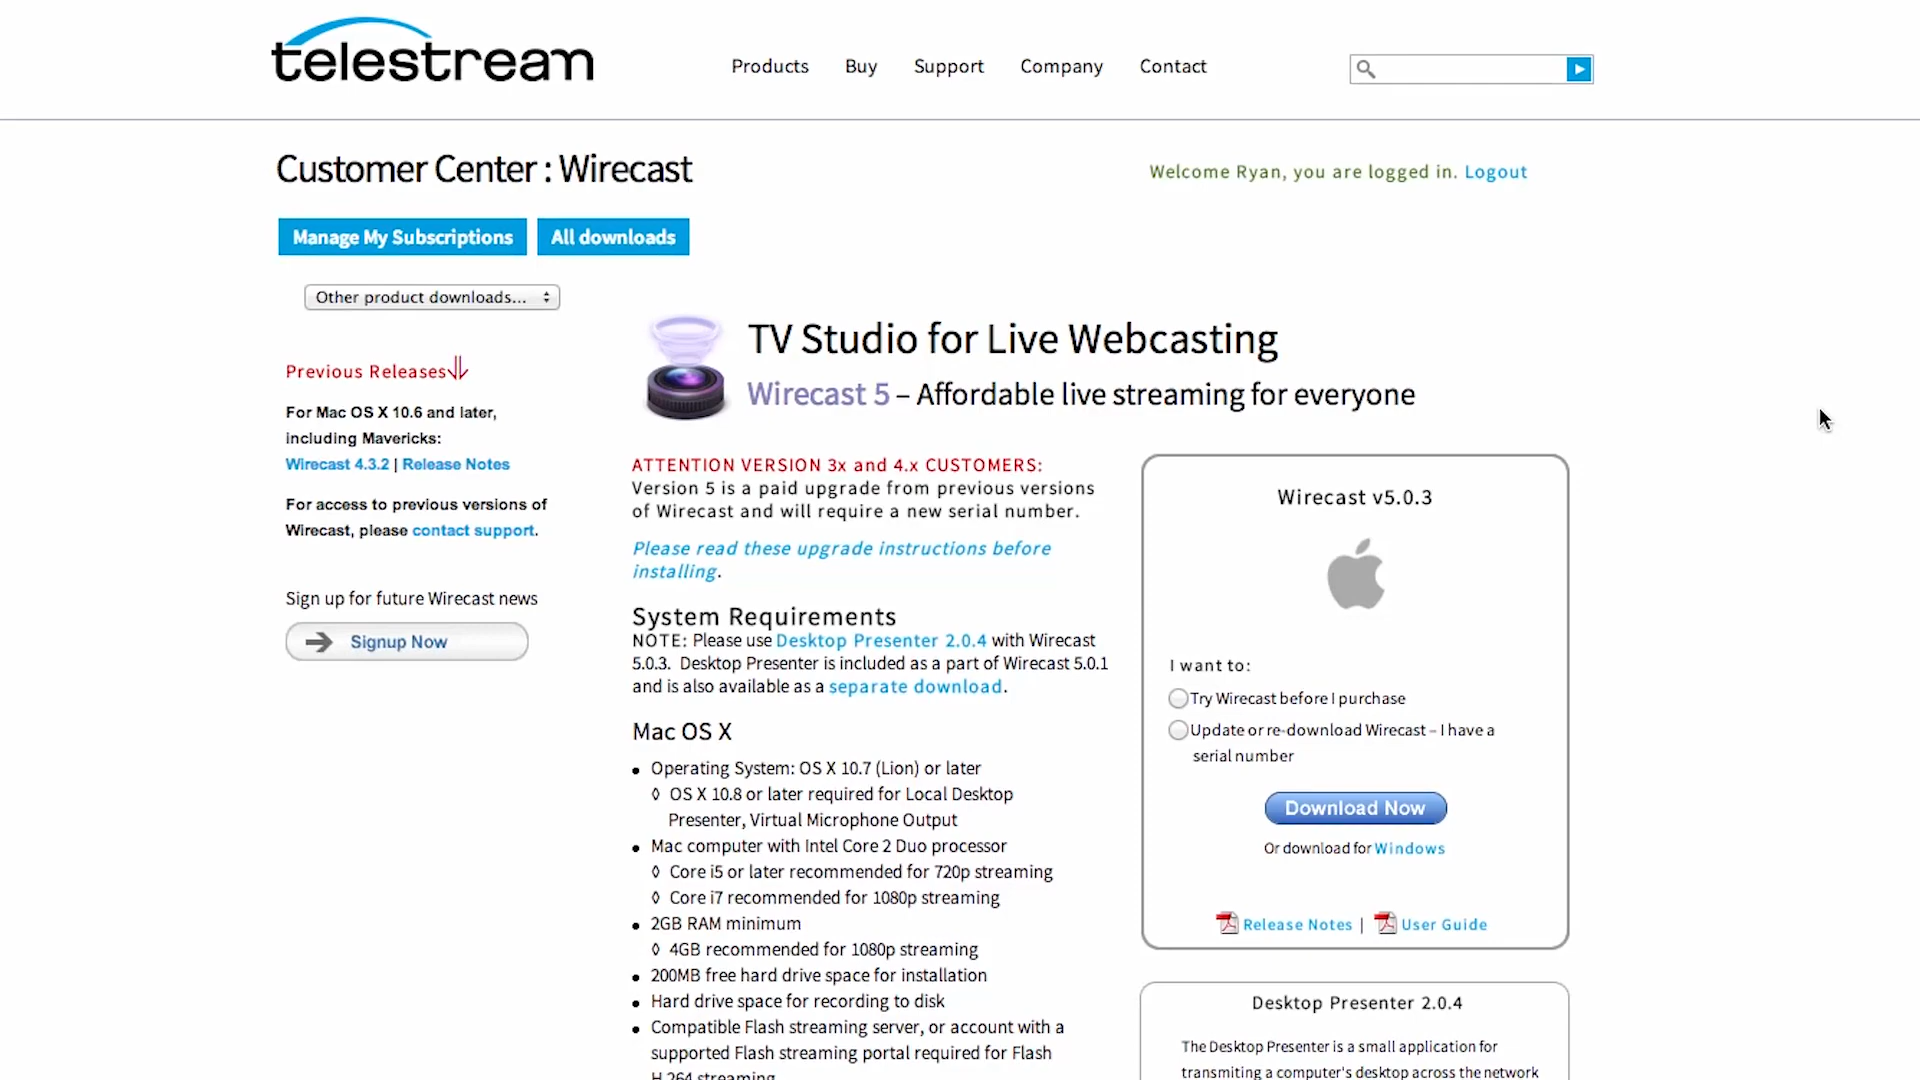 telestream
Products
Buy
Support
Company
Contact
Customer Center : Wirecast
Welcome Ryan, you are logged in. Logout
Manage My Subscriptions
All downloads
Other product downloads...
Previous Releases
For Mac OS X 10.6 and later,
including Mavericks:
Wirecast 4.3.2 | Release Notes
For access to previous versions of
Wirecast, please contact support.
Sign up for future Wirecast news
Signup Now
TV Studio for Live Webcasting
Wirecast 5 – Affordable live streaming for everyone
ATTENTION VERSION 3x and 4.x CUSTOMERS:
Version 5 is a paid upgrade from previous versions
of Wirecast and will require a new serial number.
Please read these upgrade instructions before
installing.
System Requirements
NOTE: Please use Desktop Presenter 2.0.4 with Wirecast
5.0.3. Desktop Presenter is included as a part of Wirecast 5.0.1
and is also available as a separate download.
Mac OS X
• Operating System: OS X 10.7 (Lion) or later
◊ OS X 10.8 or later required for Local Desktop
Presenter, Virtual Microphone Output
• Mac computer with Intel Core 2 Duo processor
◊ Core i5 or later recommended for 720p streaming
◊ Core i7 recommended for 1080p streaming
• 2GB RAM minimum
◊ 4GB recommended for 1080p streaming
• 200MB free hard drive space for installation
• Hard drive space for recording to disk
• Compatible Flash streaming server, or account with a
supported Flash streaming portal required for Flash
H.264 streaming
Wirecast v5.0.3
I want to:
Try Wirecast before I purchase
Update or re-download Wirecast – I have a
serial number
Download Now
Or download for Windows
Release Notes | User Guide
Desktop Presenter 2.0.4
The Desktop Presenter is a small application for
transmiting a computer's desktop across the network